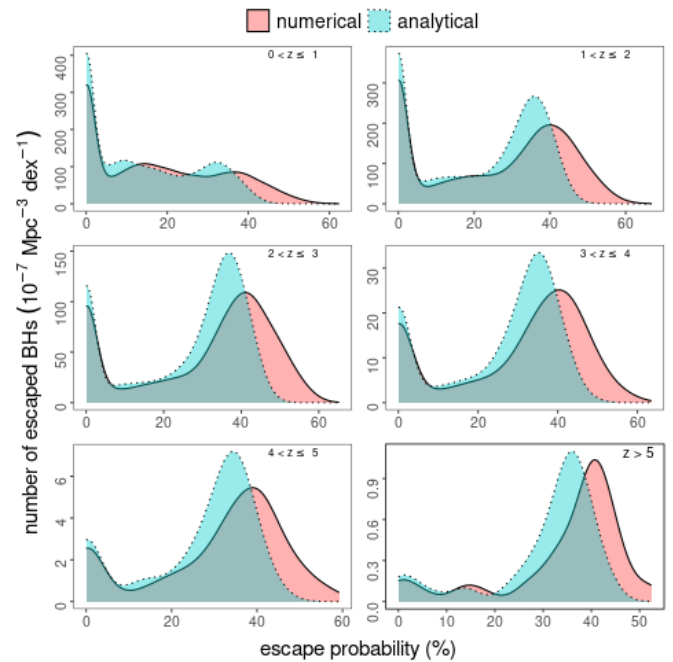 numerical analytical
number of escaped BHs (10⁻⁷ Mpc⁻³ dex⁻¹)
0 < z ≤ 1
400
300
200
100
0
0 20 40 60
1 < z ≤ 2
300
200
100
0
0 20 40 60
2 < z ≤ 3
150
100
50
0
0 20 40 60
3 < z ≤ 4
30
20
10
0
0 20 40 60
4 < z ≤ 5
6
4
2
0
0 20 40 60
z > 5
0.9
0.6
0.3
0.0
0 10 20 30 40 50
escape probability (%)